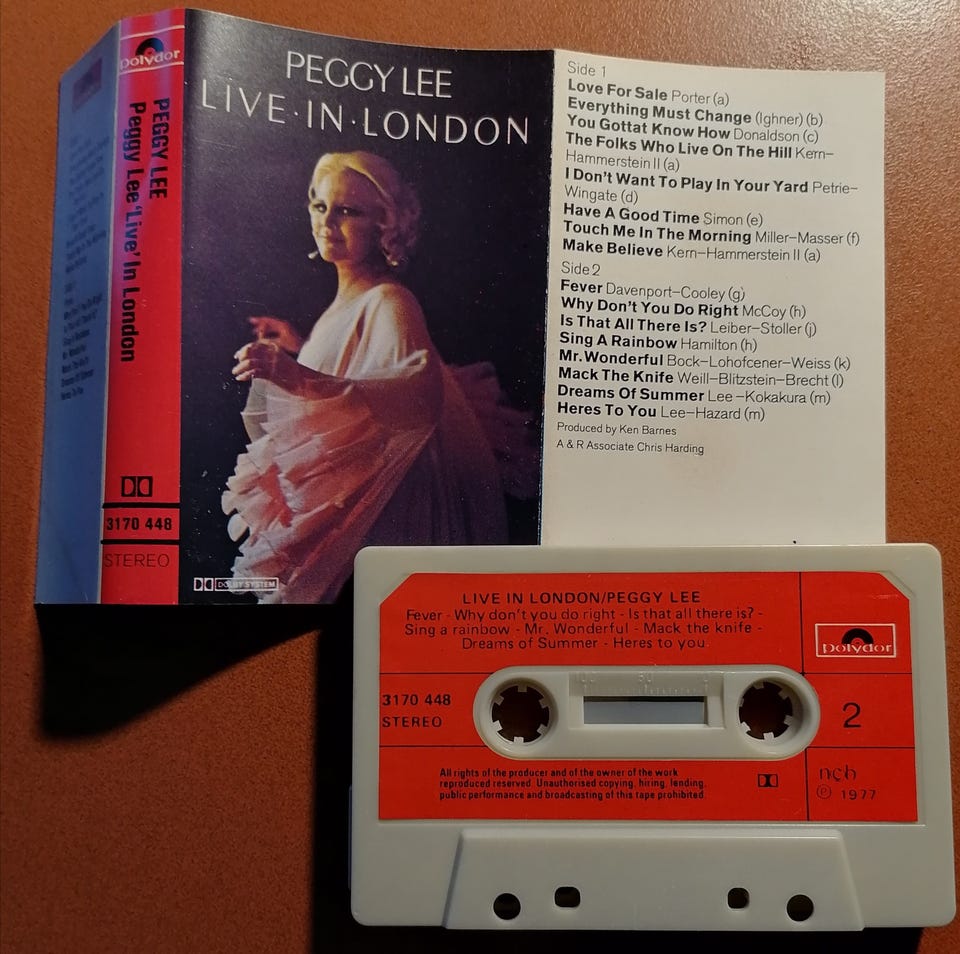 polydor
PEGGY LEE
Peggy Lee 'Live' In London
3170 448
STEREO
PEGGY LEE
LIVE·IN·LONDON
DOLBY SYSTEM
Side 1
Love For Sale Porter (a)
Everything Must Change (Ighner) (b)
You Gottat Know How Donaldson (c)
The Folks Who Live On The Hill Kern–
Hammerstein II (a)
I Don't Want To Play In Your Yard Petrie–
Wingate (d)
Have A Good Time Simon (e)
Touch Me In The Morning Miller–Masser (f)
Make Believe Kern–Hammerstein II (a)
Side 2
Fever Davenport–Cooley (g)
Why Don't You Do Right McCoy (h)
Is That All There Is? Leiber–Stoller (j)
Sing A Rainbow Hamilton (h)
Mr. Wonderful Bock–Lohofcener–Weiss (k)
Mack The Knife Weill–Blitzstein–Brecht (l)
Dreams Of Summer Lee–Kokakura (m)
Heres To You Lee–Hazard (m)
Produced by Ken Barnes
A & R Associate Chris Harding
LIVE IN LONDON/PEGGY LEE
Fever - Why don't you do right - Is that all there is? -
Sing a rainbow - Mr. Wonderful - Mack the knife -
Dreams of Summer - Heres to you
polydor
3170 448
STEREO
100 50 0
2
All rights of the producer and of the owner of the work
reproduced reserved. Unauthorised copying, hiring, lending,
public performance and broadcasting of this tape prohibited.
ncb
℗ 1977